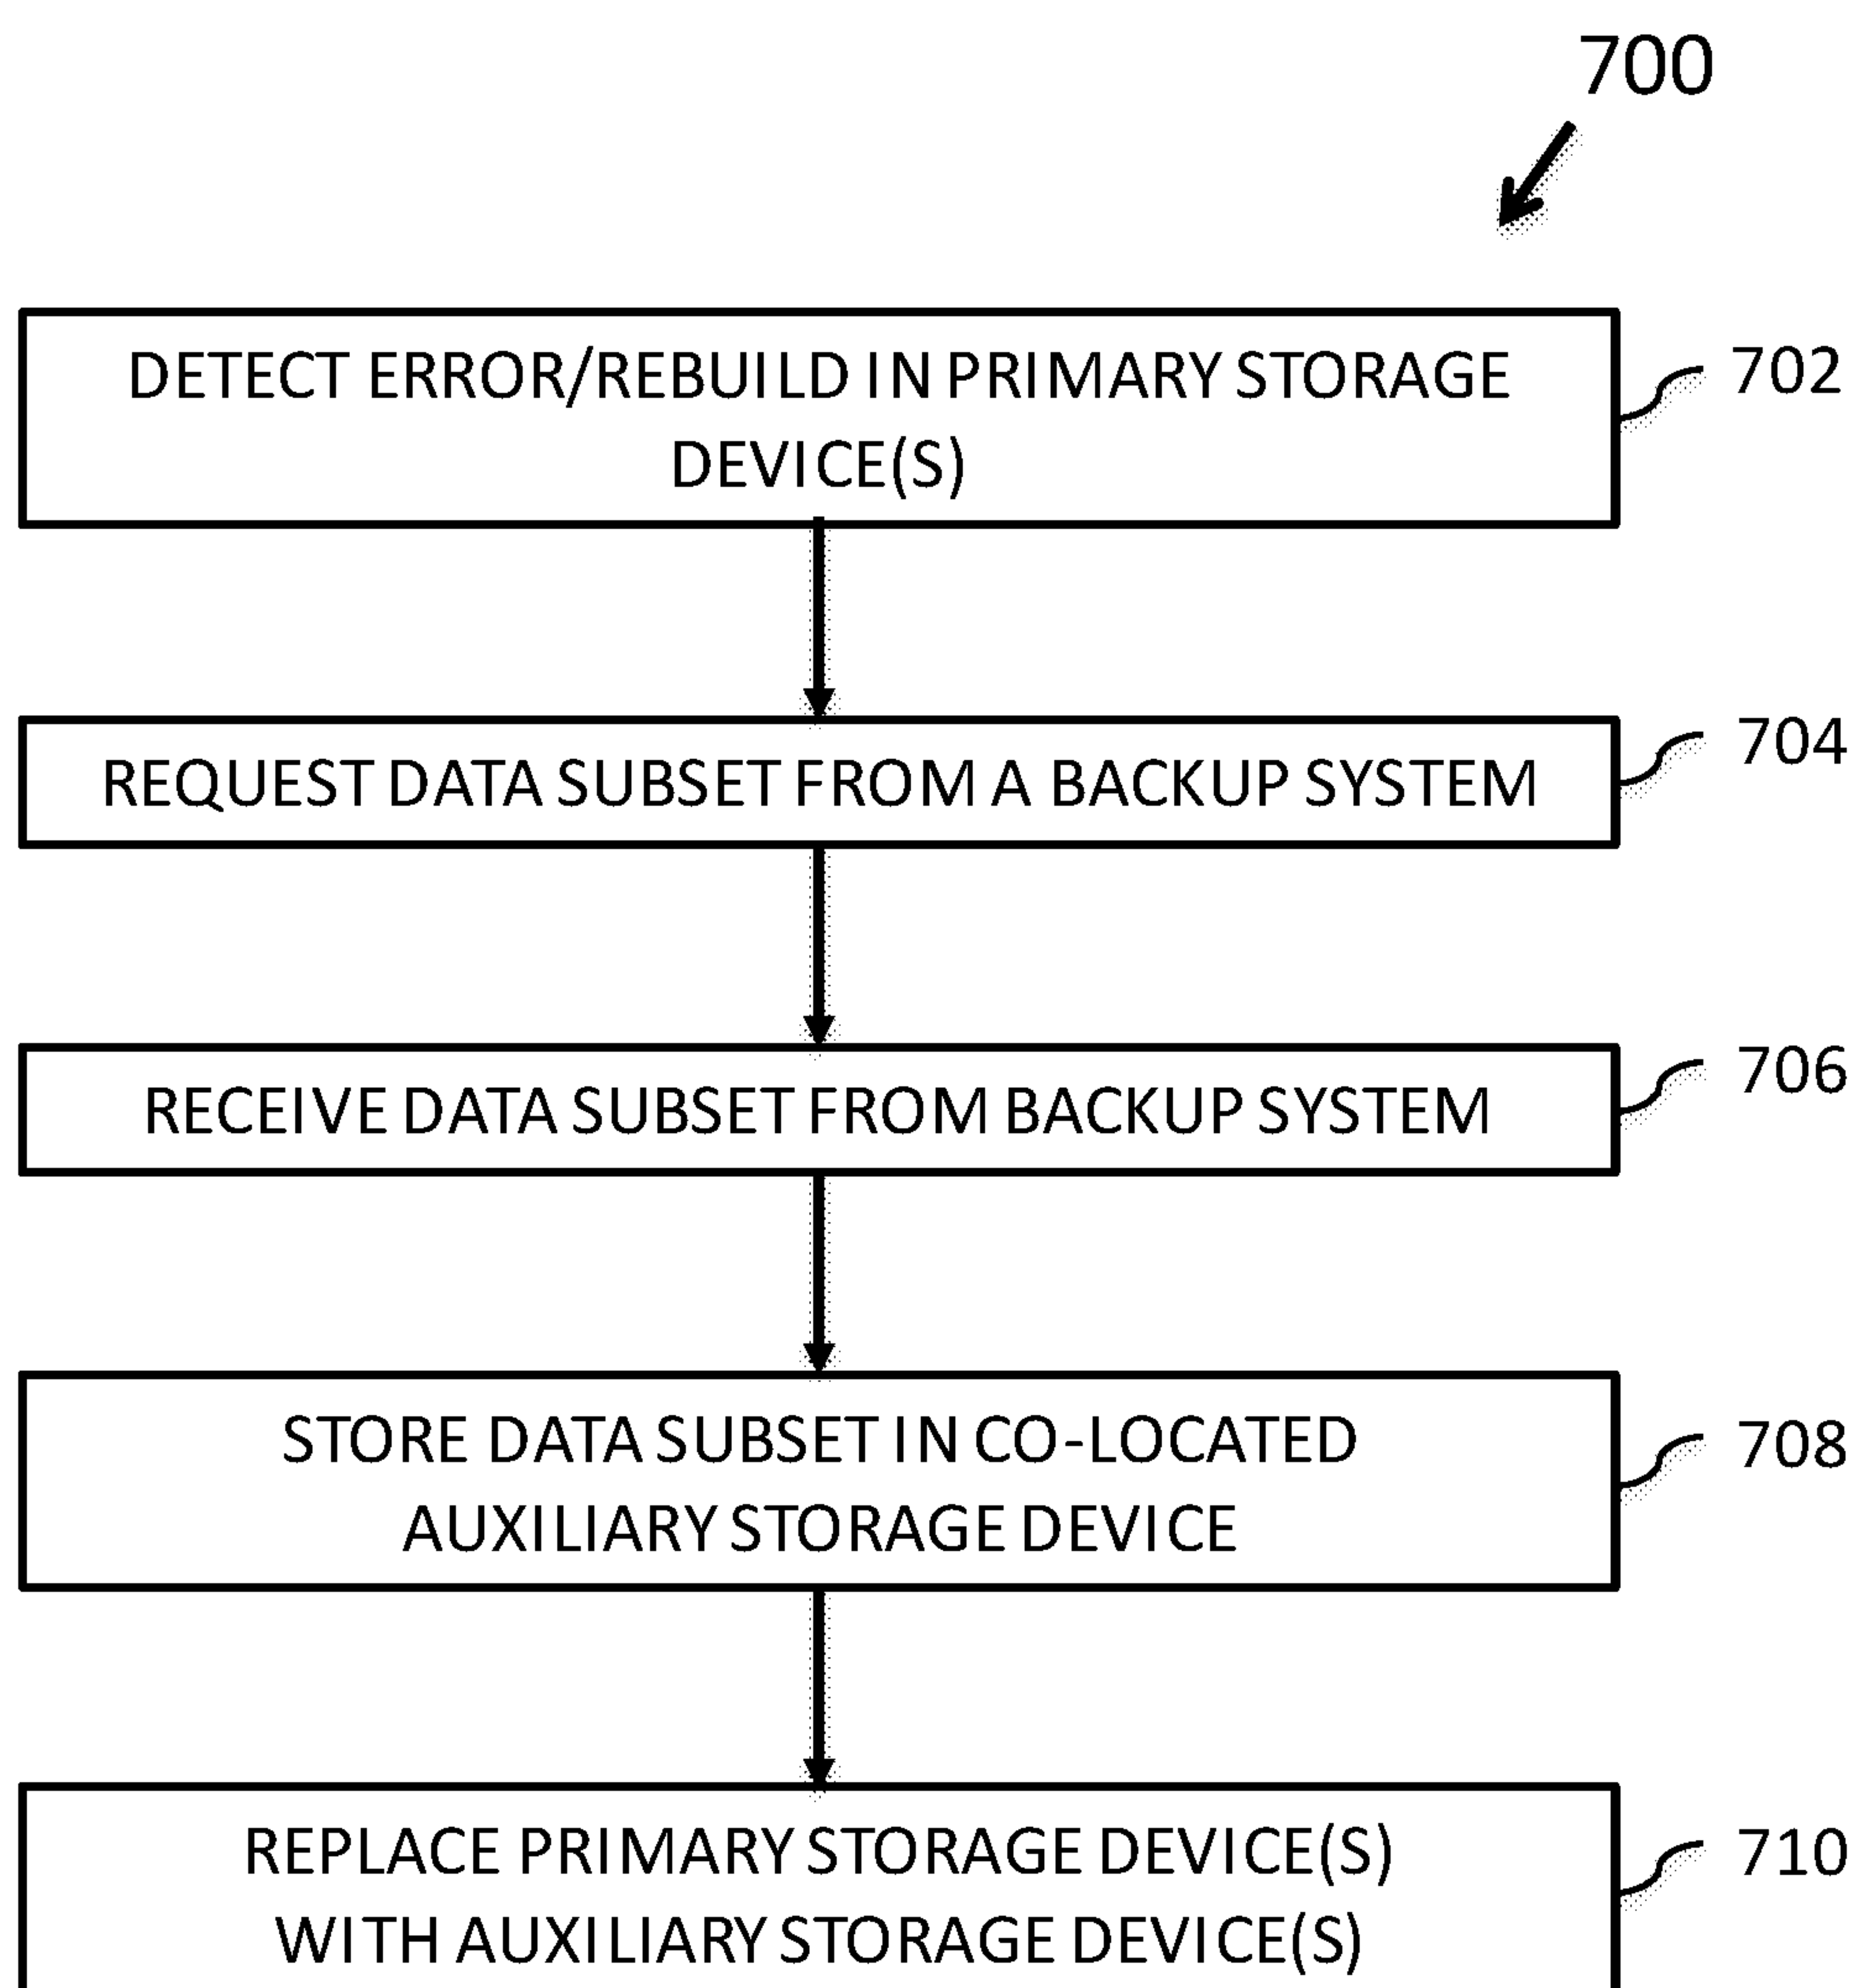 700
DETECT ERROR/REBUILD IN PRIMARY STORAGE
DEVICE(S)
702
REQUEST DATA SUBSET FROM A BACKUP SYSTEM
704
RECEIVE DATA SUBSET FROM BACKUP SYSTEM
706
STORE DATA SUBSET IN CO-LOCATED
AUXILIARY STORAGE DEVICE
708
REPLACE PRIMARY STORAGE DEVICE(S)
WITH AUXILIARY STORAGE DEVICE(S)
710